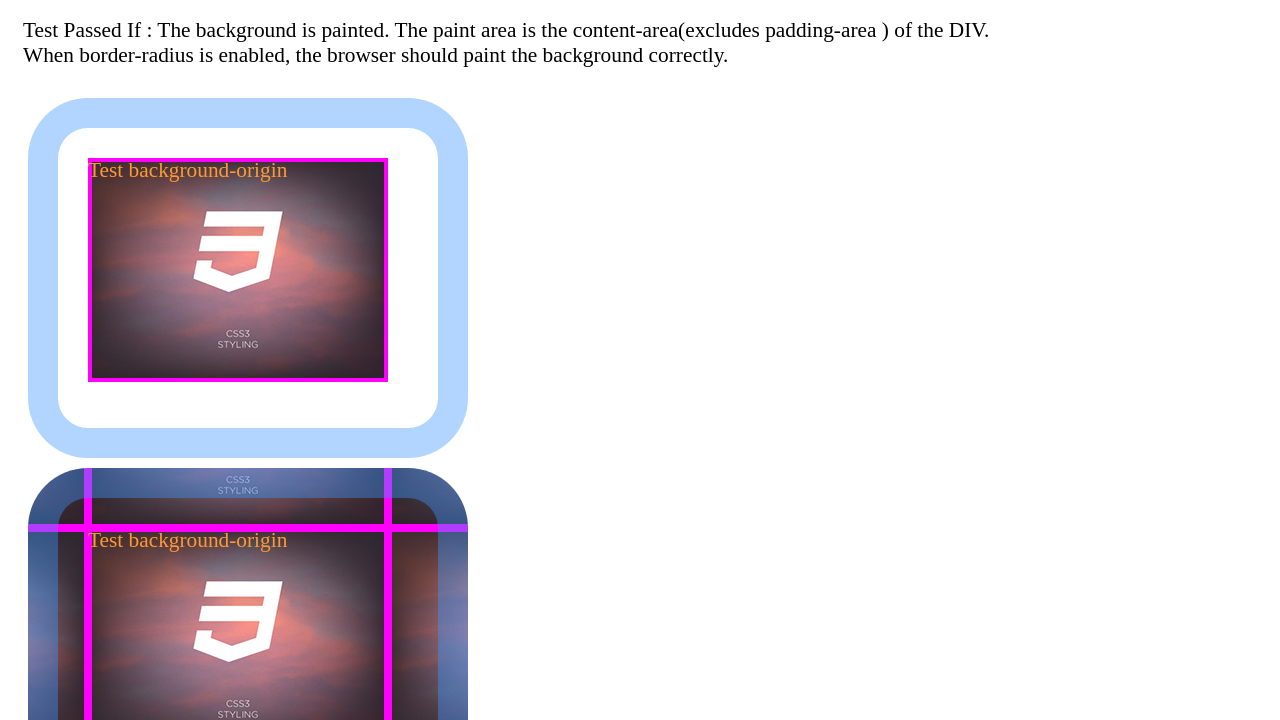 Test Passed If : The background is painted. The paint area is the content-area(excludes padding-area ) of the DIV.
When border-radius is enabled, the browser should paint the background correctly.
Test background-origin
CSS3
STYLING
CSS3
STYLING
Test background-origin
CSS3
STYLING